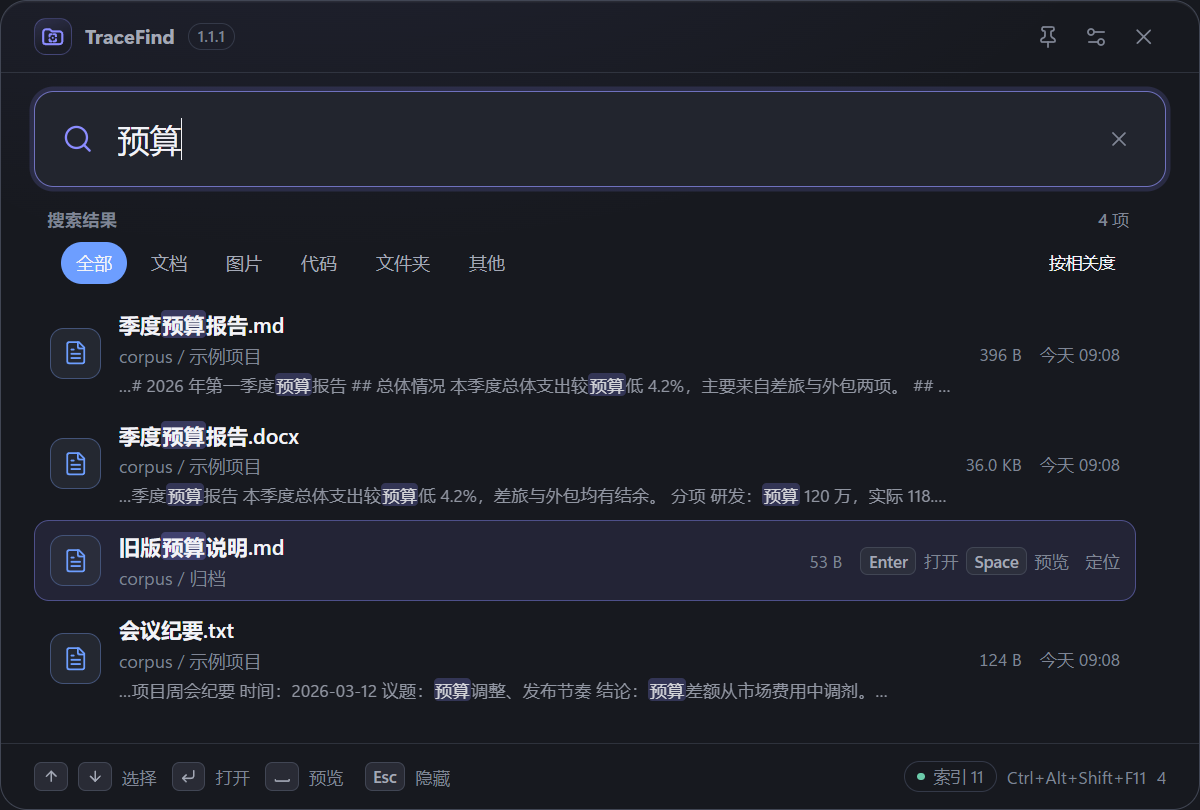 TraceFind 1.1.1
预算
搜索结果 4 项
全部 文档 图片 代码 文件夹 其他 按相关度
季度预算报告.md
corpus / 示例项目 396 B 今天 09:08
...# 2026 年第一季度预算报告 ## 总体情况 本季度总体支出较预算低 4.2%，主要来自差旅与外包两项。 ## ...
季度预算报告.docx
corpus / 示例项目 36.0 KB 今天 09:08
...季度预算报告 本季度总体支出较预算低 4.2%，差旅与外包均有结余。 分项 研发：预算 120 万，实际 118....
旧版预算说明.md
53 B Enter 打开 Space 预览 定位
corpus / 归档
会议纪要.txt
corpus / 示例项目 124 B 今天 09:08
...项目周会纪要 时间：2026-03-12 议题：预算调整、发布节奏 结论：预算差额从市场费用中调剂。...
↑ ↓ 选择 ↵ 打开 预览 Esc 隐藏 索引 11 Ctrl+Alt+Shift+F11 4